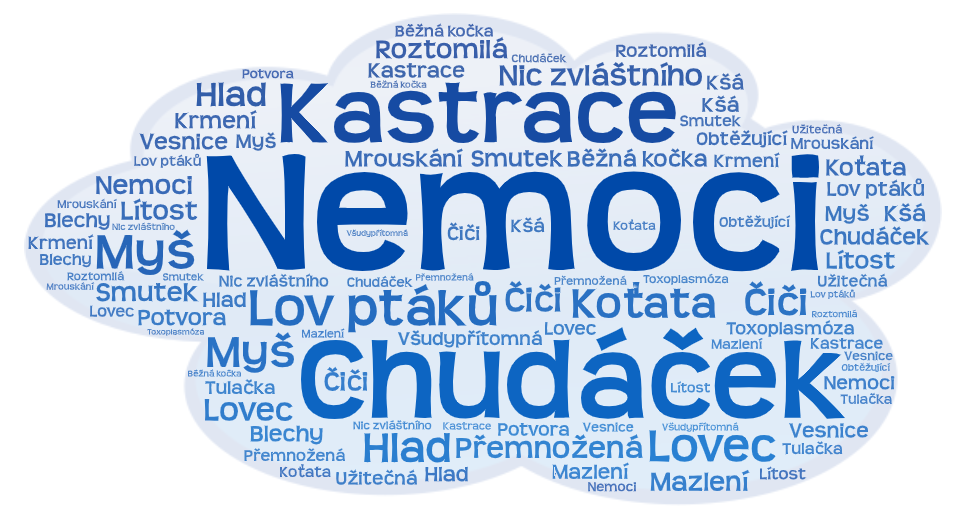 Běžná kočka
Roztomilá Chudáček Roztomilá
Kastrace Nic zvláštního Kšá
Potvora Běžná kočka
Hlad Kastrace Kšá
Krmení Smutek
Vesnice Myš Obtěžující Užitečná
Mrouskání
Lov ptáků Mrouskání Smutek Běžná kočka Krmení
Nemoci Nemoci Koťata
Lov ptáků
Mrouskání Lítost
Blechy Nic zvláštního Myš Kšá
Čiči Kšá Koťata Obtěžující
Všudypřítomná
Krmení Myš Chudáček
Blechy Lítost
Roztomilá Smutek Nic zvláštního Chudáček Přemnožená Přemnožená Toxoplasmóza Užitečná
Mrouskání Smutek Hlad Lov ptáků Čiči Koťata Čiči Lov ptáků
Lovec Potvora Roztomilá
Toxoplasmóza Mazlení Všudypřítomná Lovec Toxoplasmóza
Myš Chudáček Mazlení Kastrace
Vesnice
Běžná kočka Čiči Lítost Obtěžující
Tulačka Nemoci
Tulačka
Lovec
Blechy Nic zvláštního Kastrace Potvora Vesnice Všudypřítomná Vesnice
Přemnožená Hlad Přemnožená Lovec Tulačka
Koťata Užitečná Hlad Mazlení Lítost
Nemoci Mazlení